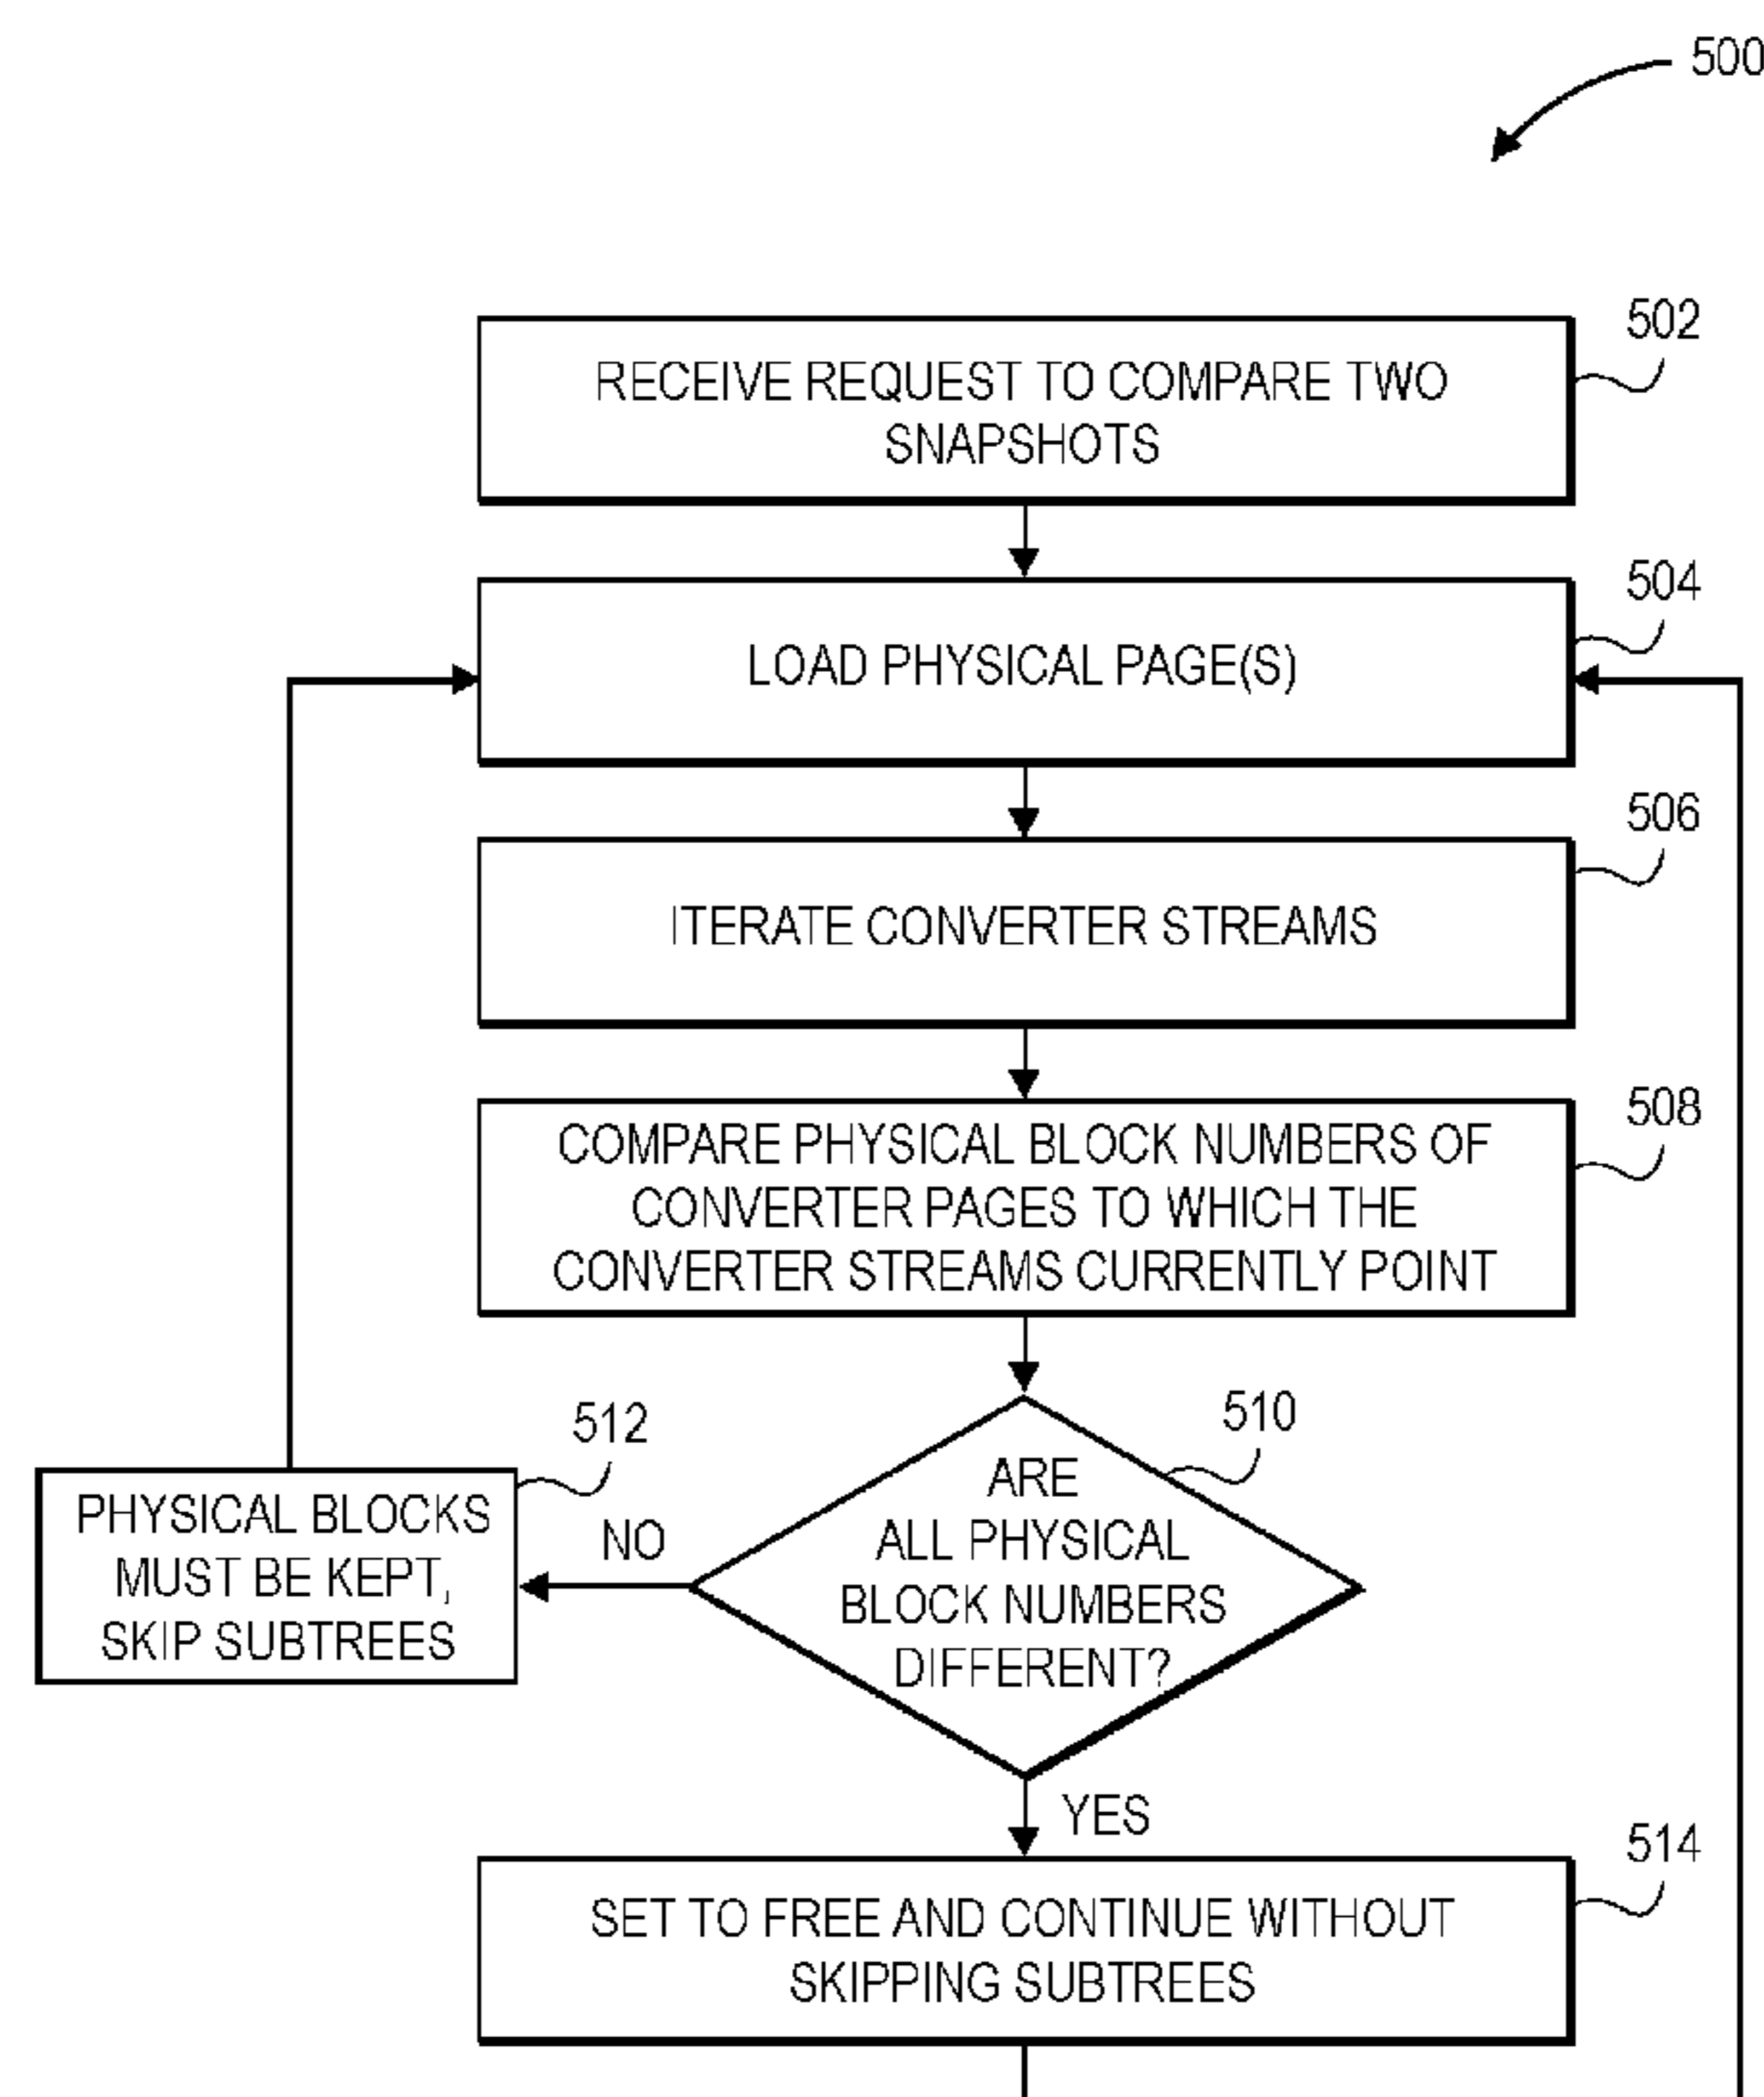 500
502
RECEIVE REQUEST TO COMPARE TWO
SNAPSHOTS
504
LOAD PHYSICAL PAGE(S)
506
ITERATE CONVERTER STREAMS
508
COMPARE PHYSICAL BLOCK NUMBERS OF
CONVERTER PAGES TO WHICH THE
CONVERTER STREAMS CURRENTLY POINT
510
ARE
ALL PHYSICAL
BLOCK NUMBERS
DIFFERENT?
512
NO
PHYSICAL BLOCKS
MUST BE KEPT,
SKIP SUBTREES
YES
514
SET TO FREE AND CONTINUE WITHOUT
SKIPPING SUBTREES